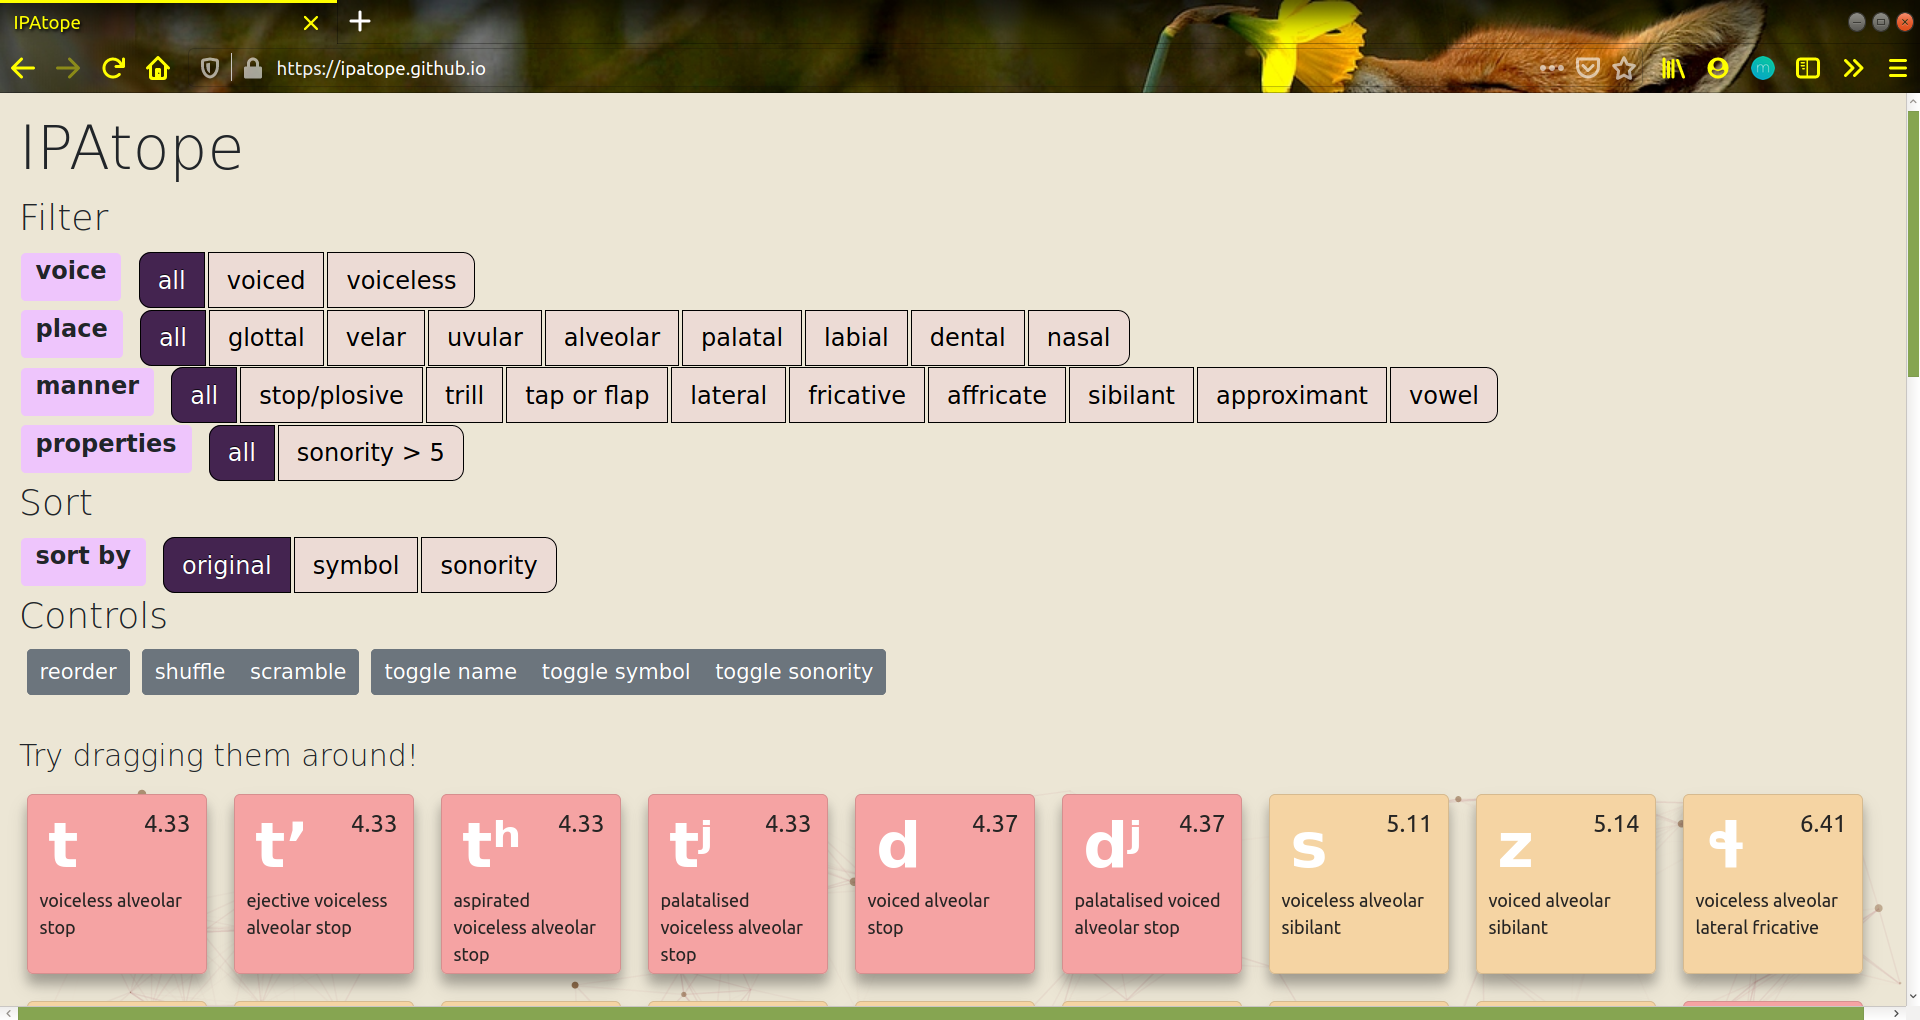 IPAtope
https://ipatope.github.io
m
IPAtope
Filter
voice all voiced voiceless
place all glottal velar uvular alveolar palatal labial dental nasal
manner all stop/plosive trill tap or flap lateral fricative affricate sibilant approximant vowel
properties all sonority > 5
Sort
sort by original symbol sonority
Controls
reorder shuffle scramble toggle name toggle symbol toggle sonority
Try dragging them around!
t 4.33
voiceless alveolar
stop
tʼ 4.33
ejective voiceless
alveolar stop
tʰ 4.33
aspirated
voiceless alveolar
stop
tʲ 4.33
palatalised
voiceless alveolar
stop
d 4.37
voiced alveolar
stop
dʲ 4.37
palatalised voiced
alveolar stop
s 5.11
voiceless alveolar
sibilant
z 5.14
voiced alveolar
sibilant
6.41
voiceless alveolar
lateral fricative